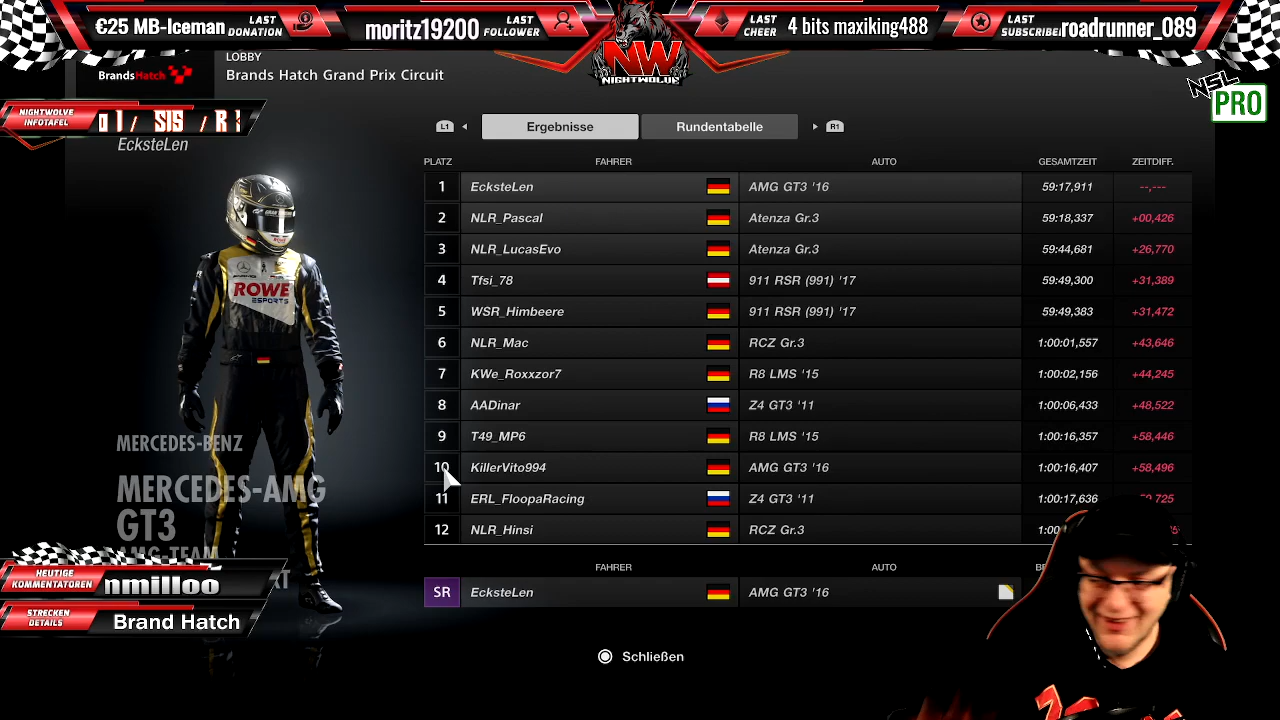 €25 MB-Iceman LAST DONATION
moritz19200 LAST FOLLOWER
NW
NIGHTWOLVE
LAST CHEER 4 bits maxiking488
LAST roadrunner_089
NSL
PRO
BrandsHatch
LOBBY
Brands Hatch Grand Prix Circuit
NIGHTWOLVE INFOTAFEL
EcksteLen
L1 Ergebnisse Rundentabelle R1
PLATZ FAHRER AUTO GESAMTZEIT ZEITDIFF.
1 EcksteLen AMG GT3 '16 59:17,911 --,---
2 NLR_Pascal Atenza Gr.3 59:18,337 +00,426
3 NLR_LucasEvo Atenza Gr.3 59:44,681 +26,770
4 Tfsi_78 911 RSR (991) '17 59:49,300 +31,389
5 WSR_Himbeere 911 RSR (991) '17 59:49,383 +31,472
6 NLR_Mac RCZ Gr.3 1:00:01,557 +43,646
7 KWe_Roxxzor7 R8 LMS '15 1:00:02,156 +44,245
8 AADinar Z4 GT3 '11 1:00:06,433 +48,522
9 T49_MP6 R8 LMS '15 1:00:16,357 +58,446
10 KillerVito994 AMG GT3 '16 1:00:16,407 +58,496
11 ERL_FloopaRacing Z4 GT3 '11 1:00:17,636
12 NLR_Hinsi RCZ Gr.3
FAHRER AUTO
SR EcksteLen AMG GT3 '16
Schließen
ROWE
ESPORTS
MERCEDES-BENZ
MERCEDES-AMG
GT3
AMG-TEAM
HEUTIGE KOMMENTATOREN nmilloo
STRECKEN DETAILS Brand Hatch